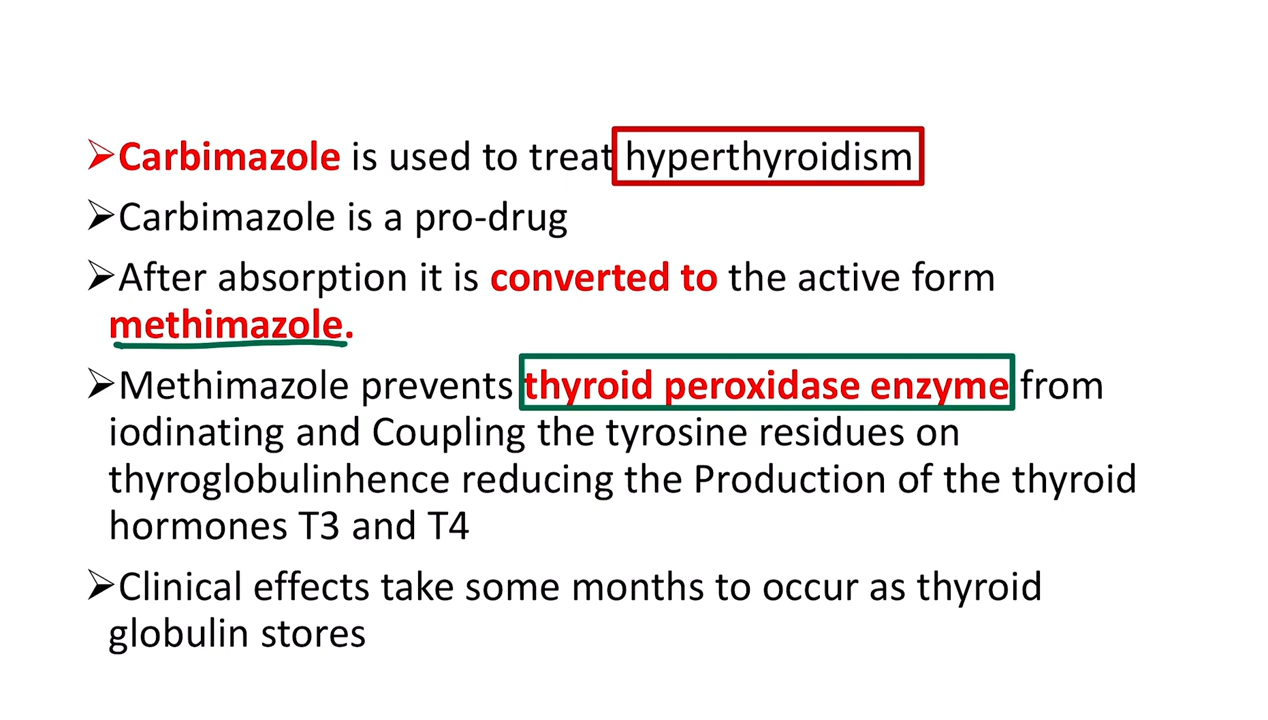 ➢Carbimazole is used to treat hyperthyroidism
➢Carbimazole is a pro-drug
➢After absorption it is converted to the active form
methimazole.
➢Methimazole prevents thyroid peroxidase enzyme from
iodinating and Coupling the tyrosine residues on
thyroglobulinhence reducing the Production of the thyroid
hormones T3 and T4
➢Clinical effects take some months to occur as thyroid
globulin stores